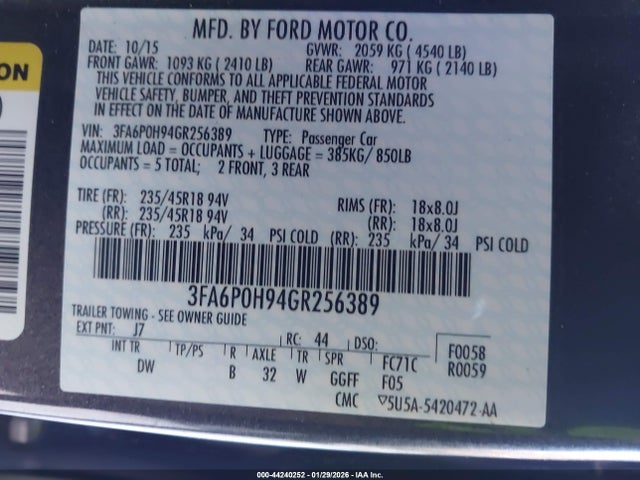 ON
MFD. BY FORD MOTOR CO.
DATE: 10/15 GVWR: 2059 KG (4540 LB)
FRONT GAWR: 1093 KG (2410 LB) REAR GAWR: 971 KG (2140 LB)
THIS VEHICLE CONFORMS TO ALL APPLICABLE FEDERAL MOTOR
VEHICLE SAFETY, BUMPER, AND THEFT PREVENTION STANDARDS
IN EFFECT ON THE DATE OF MANUFACTURE SHOWN ABOVE.
VIN: 3FA6P0H94GR256389 TYPE: Passenger Car
MAXIMUM LOAD = OCCUPANTS + LUGGAGE = 385KG/850LB
OCCUPANTS = 5 TOTAL; 2 FRONT, 3 REAR
TIRE (FR): 235/45R18 94V RIMS (FR): 18x8.0J
(RR): 235/45R18 94V (RR): 18x8.0J
PRESSURE (FR): 235 kPa/ 34 PSI COLD (RR): 235 kPa/ 34 PSI COLD
3FA6P0H94GR256389
TRAILER TOWING - SEE OWNER GUIDE
EXT PNT: J7 RC: 44 DSO: F0058
INT TR TP/PS R AXLE TR SPR FC71C R0059
DW B 32 W GGFF F05
CMC ▽5U5A-5420472-AA
000-44240252 | 01/29/2026 - IAA Inc.